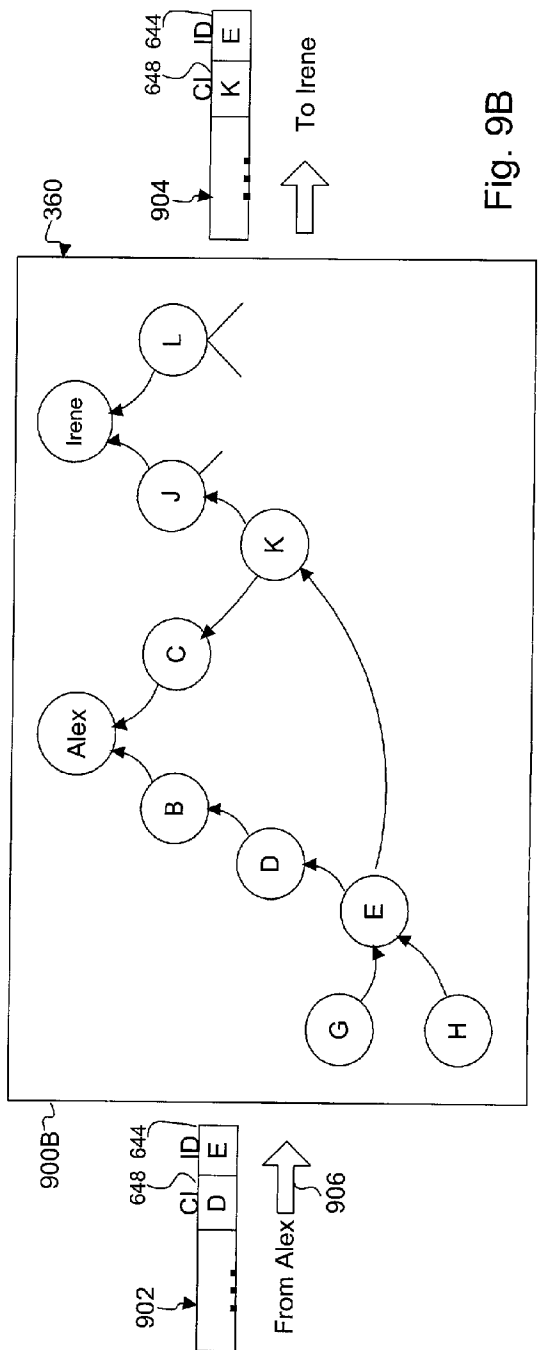 900B
360
902
648
644
CI
ID
D
E
From Alex
906
Alex
Irene
B
C
J
L
D
K
E
G
H
904
648
644
CI
ID
K
E
To Irene
Fig. 9B